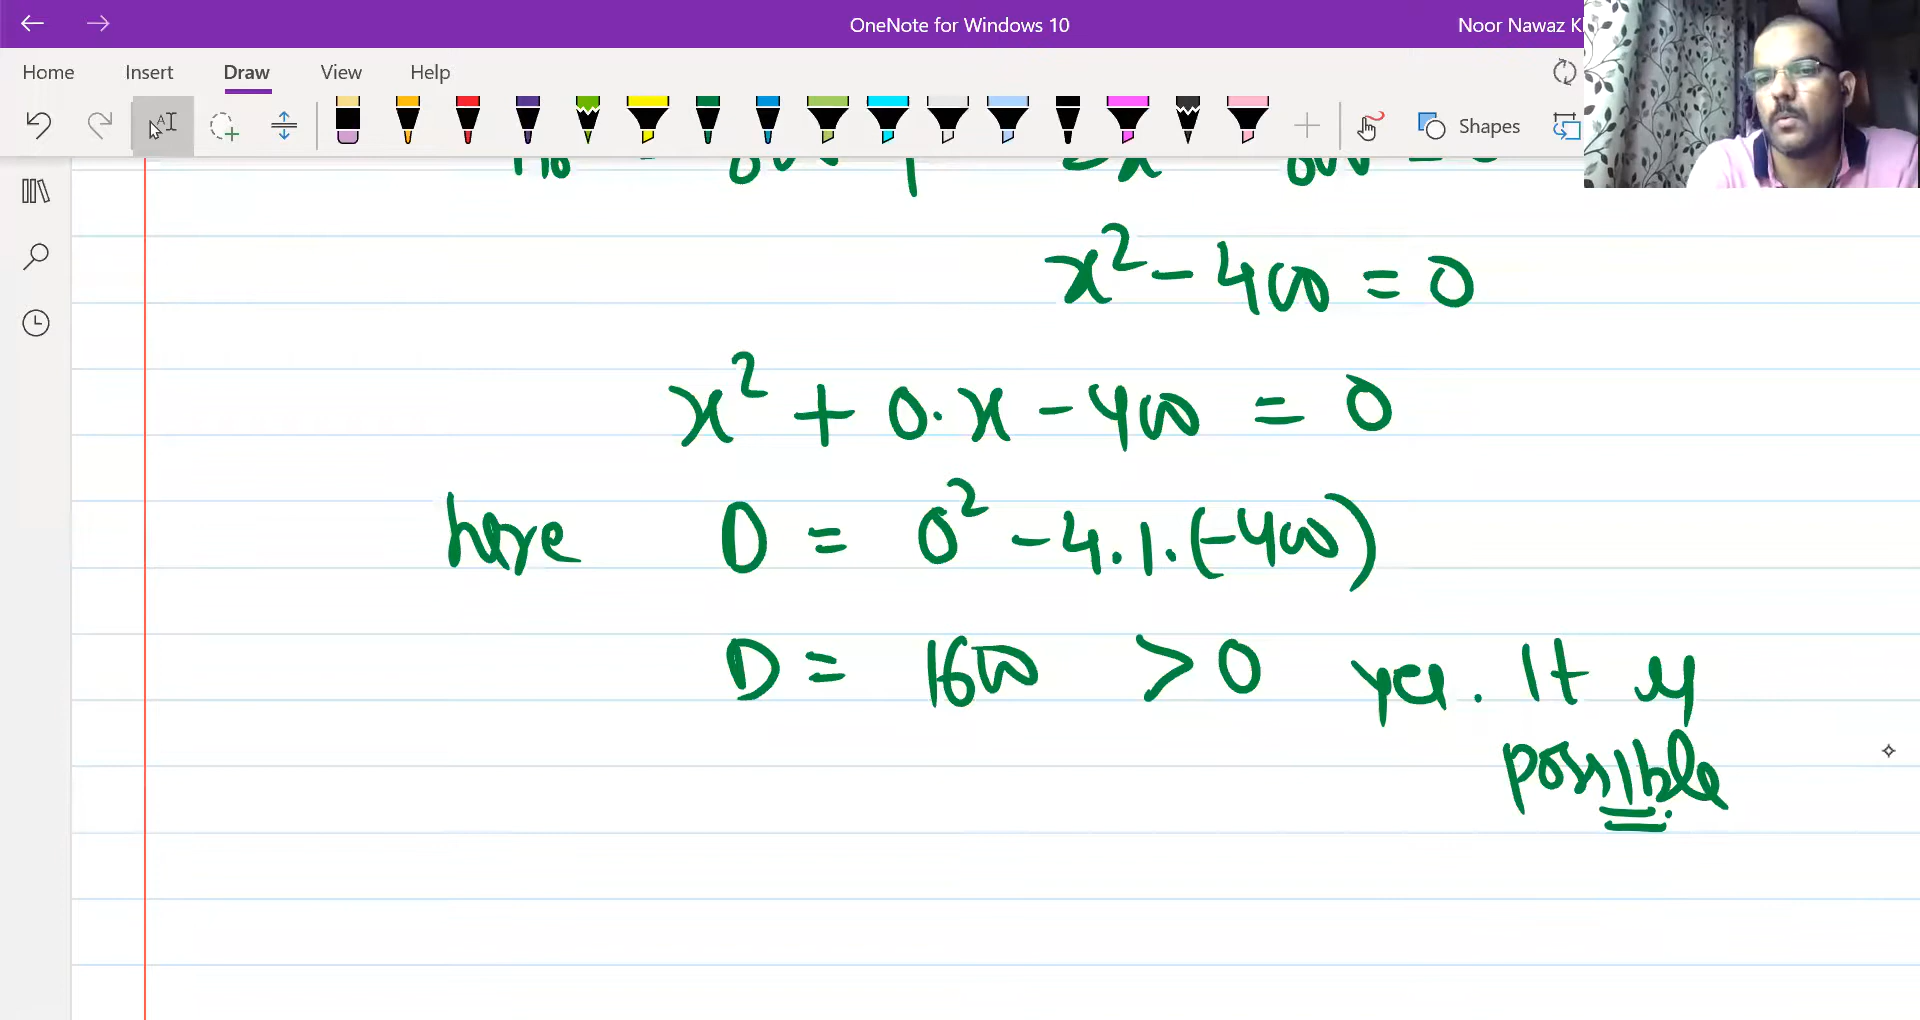 OneNote for Windows 10
Noor Nawaz K
Home Insert Draw View Help
Shapes
x² - 400 = 0
x² + 0.x - 400 = 0
here D = 0² - 4.1.(-400)
D = 1600 > 0 yes. It is
possible.